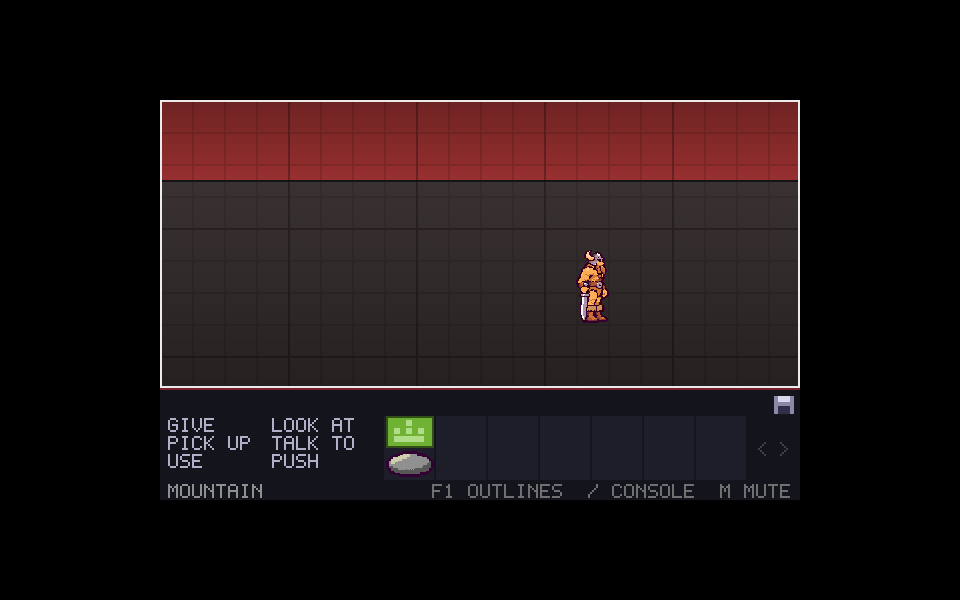 GIVE LOOK AT
PICK UP TALK TO
USE PUSH
MOUNTAIN F1 OUTLINES / CONSOLE M MUTE